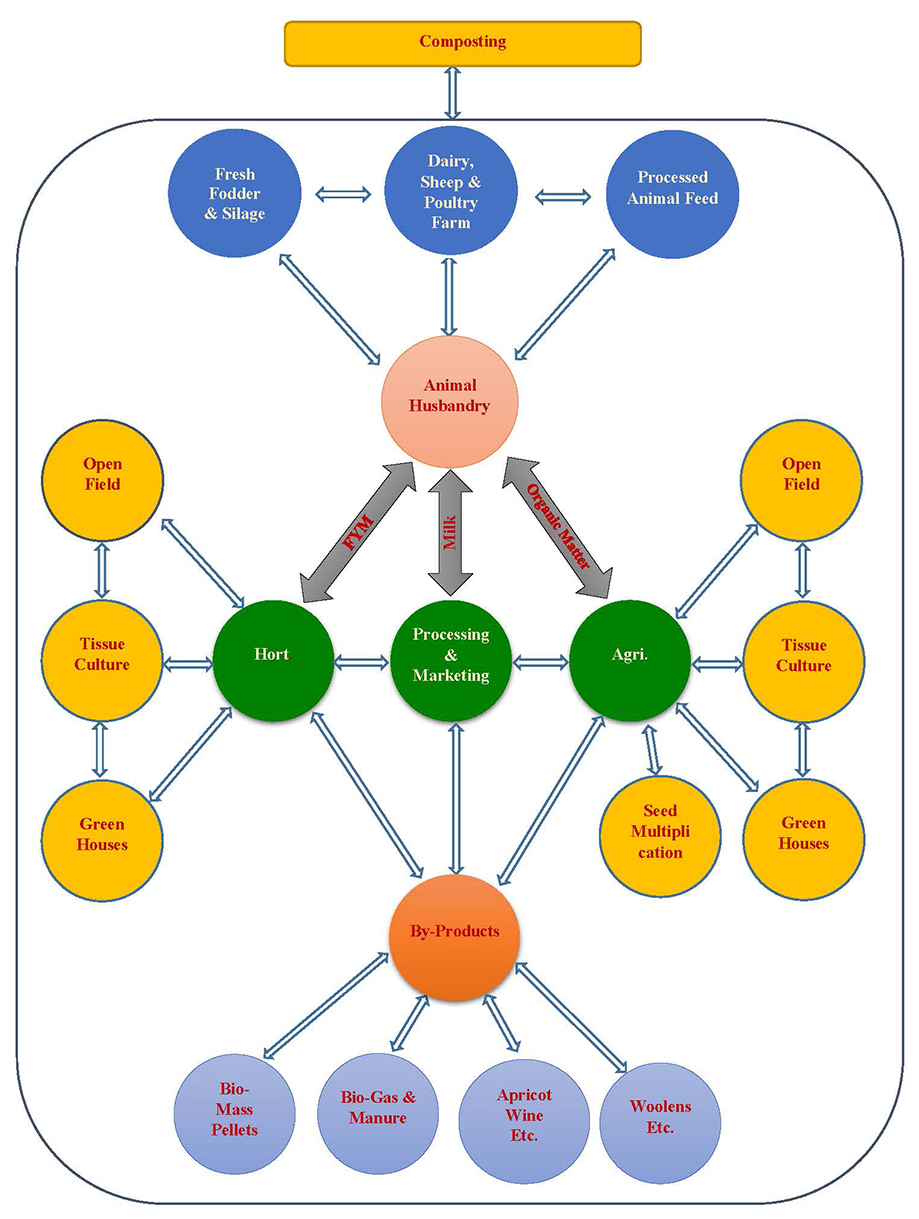 Composting
Fresh
Fodder
& Silage
Dairy,
Sheep &
Poultry
Farm
Processed
Animal Feed
Animal
Husbandry
Open
Field
Open
Field
FYM
Milk
Organic Matter
Tissue
Culture
Hort
Processing
&
Marketing
Agri.
Tissue
Culture
Green
Houses
Seed
Multipli
cation
Green
Houses
By-Products
Bio-
Mass
Pellets
Bio-Gas &
Manure
Apricot
Wine
Etc.
Woolens
Etc.